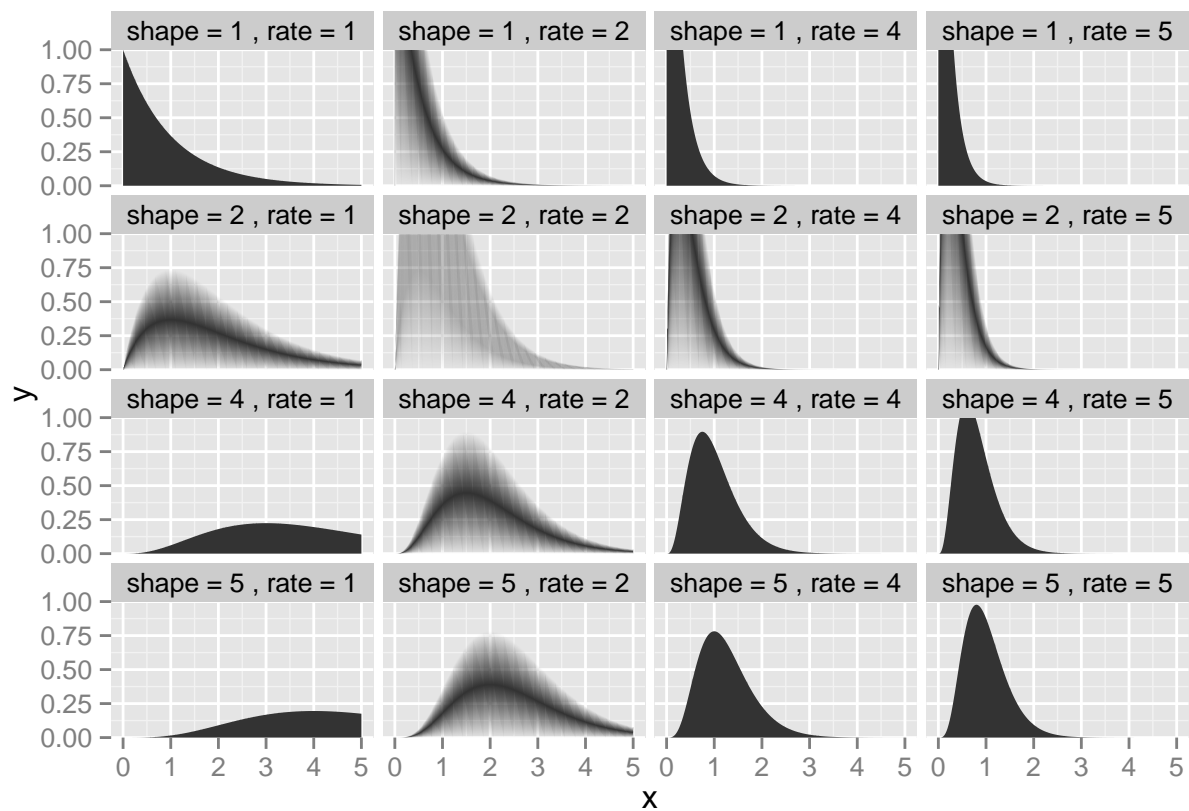 shape = 1 , rate = 1 shape = 1 , rate = 2 shape = 1 , rate = 4 shape = 1 , rate = 5
1.00
0.75
0.50
0.25
0.00
shape = 2 , rate = 1 shape = 2 , rate = 2 shape = 2 , rate = 4 shape = 2 , rate = 5
1.00
0.75
0.50
0.25
0.00
y
shape = 4 , rate = 1 shape = 4 , rate = 2 shape = 4 , rate = 4 shape = 4 , rate = 5
1.00
0.75
0.50
0.25
0.00
shape = 5 , rate = 1 shape = 5 , rate = 2 shape = 5 , rate = 4 shape = 5 , rate = 5
1.00
0.75
0.50
0.25
0.00
0 1 2 3 4 5 0 1 2 3 4 5 0 1 2 3 4 5 0 1 2 3 4 5
x